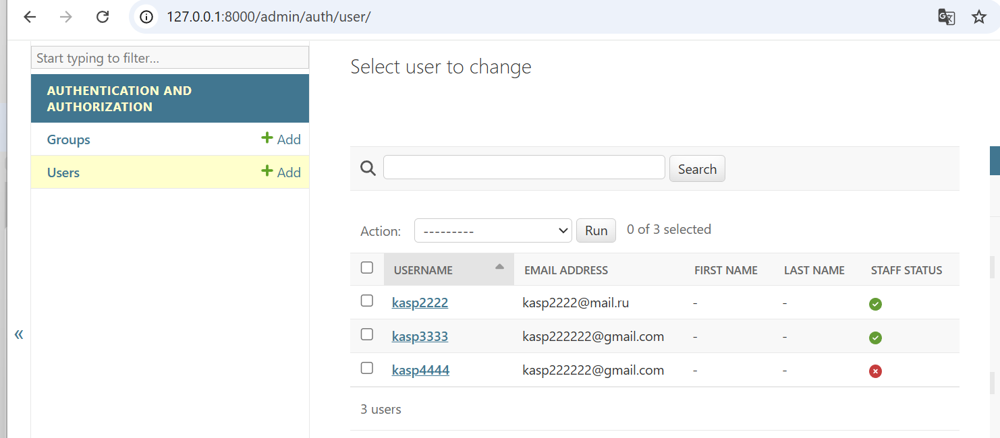 127.0.0.1:8000/admin/auth/user/
Start typing to filter...
AUTHENTICATION AND
AUTHORIZATION
Groups + Add
Users + Add
«
Select user to change
Search
Action: --------- Run 0 of 3 selected
USERNAME EMAIL ADDRESS FIRST NAME LAST NAME STAFF STATUS
kasp2222 kasp2222@mail.ru - -
kasp3333 kasp222222@gmail.com - -
kasp4444 kasp222222@gmail.com - -
3 users